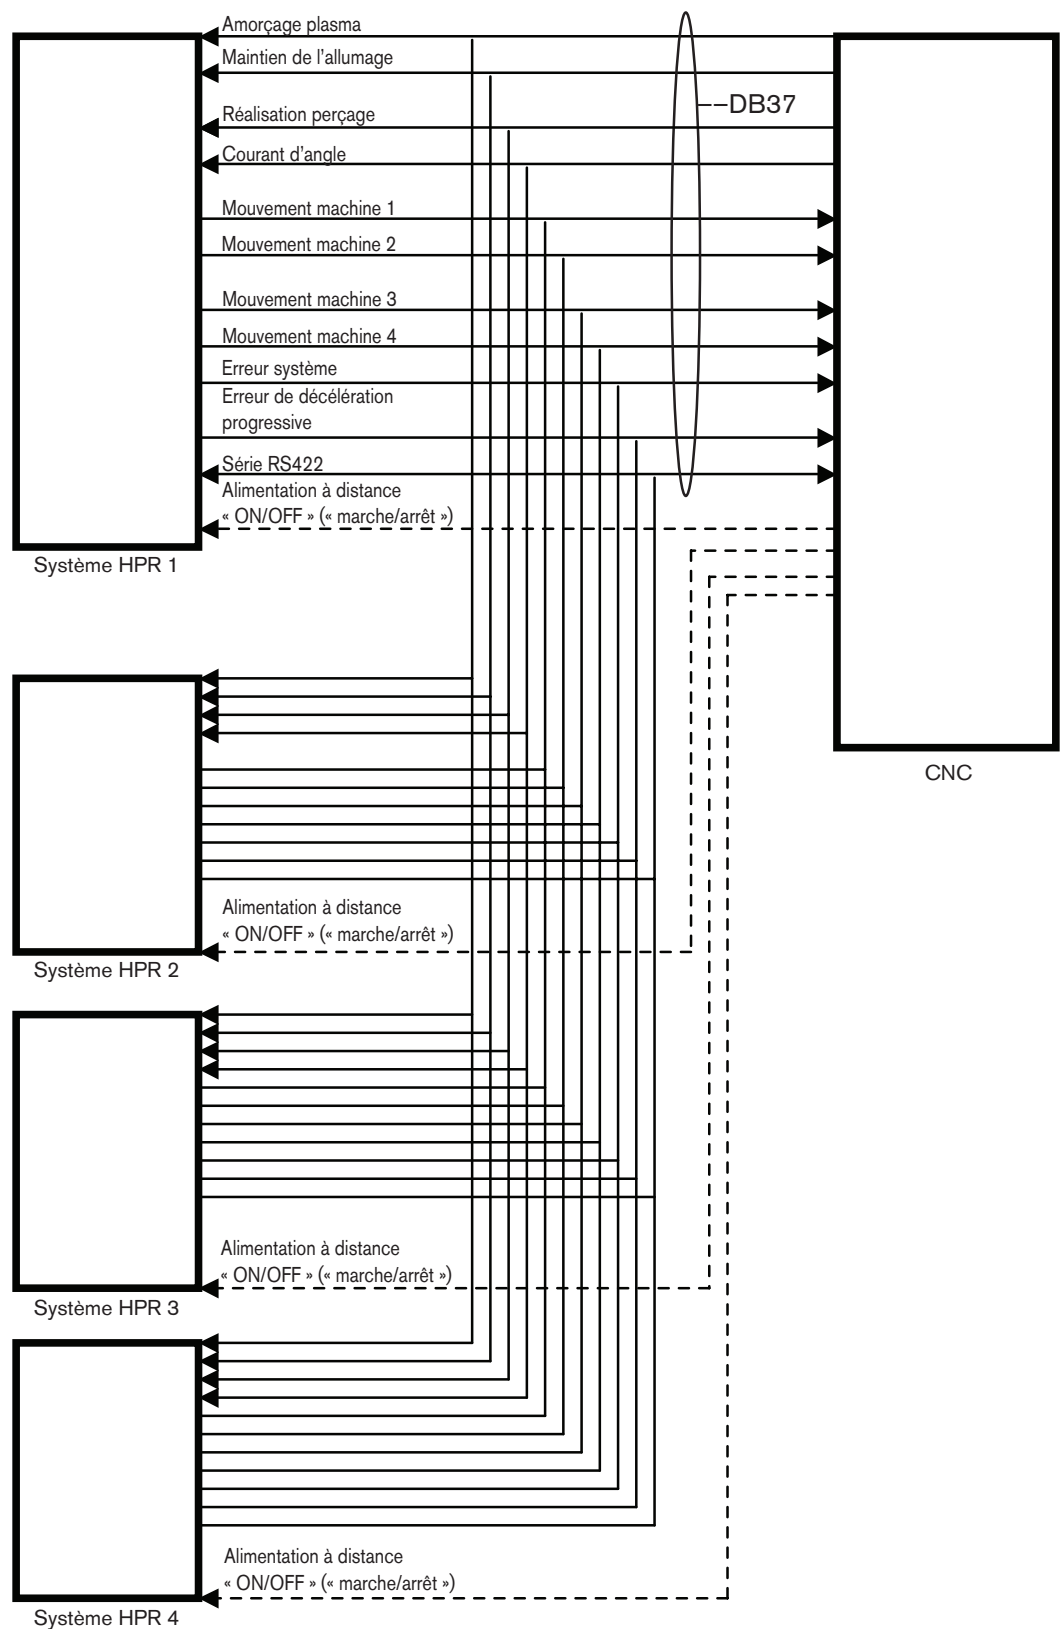 Amorçage plasma
Maintien de l'allumage
--DB37
Réalisation perçage
Courant d'angle
Mouvement machine 1
Mouvement machine 2
Mouvement machine 3
Mouvement machine 4
Erreur système
Erreur de décélération
progressive
Série RS422
Alimentation à distance
« ON/OFF » (« marche/arrêt »)
Système HPR 1
CNC
Alimentation à distance
« ON/OFF » (« marche/arrêt »)
Système HPR 2
Alimentation à distance
« ON/OFF » (« marche/arrêt »)
Système HPR 3
Alimentation à distance
« ON/OFF » (« marche/arrêt »)
Système HPR 4